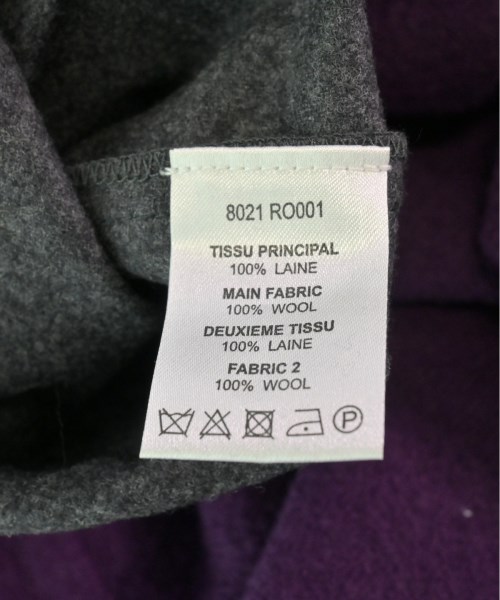 8021 RO001
TISSU PRINCIPAL
100% LAINE
MAIN FABRIC
100% WOOL
DEUXIEME TISSU
100% LAINE
FABRIC 2
100% WOOL
P